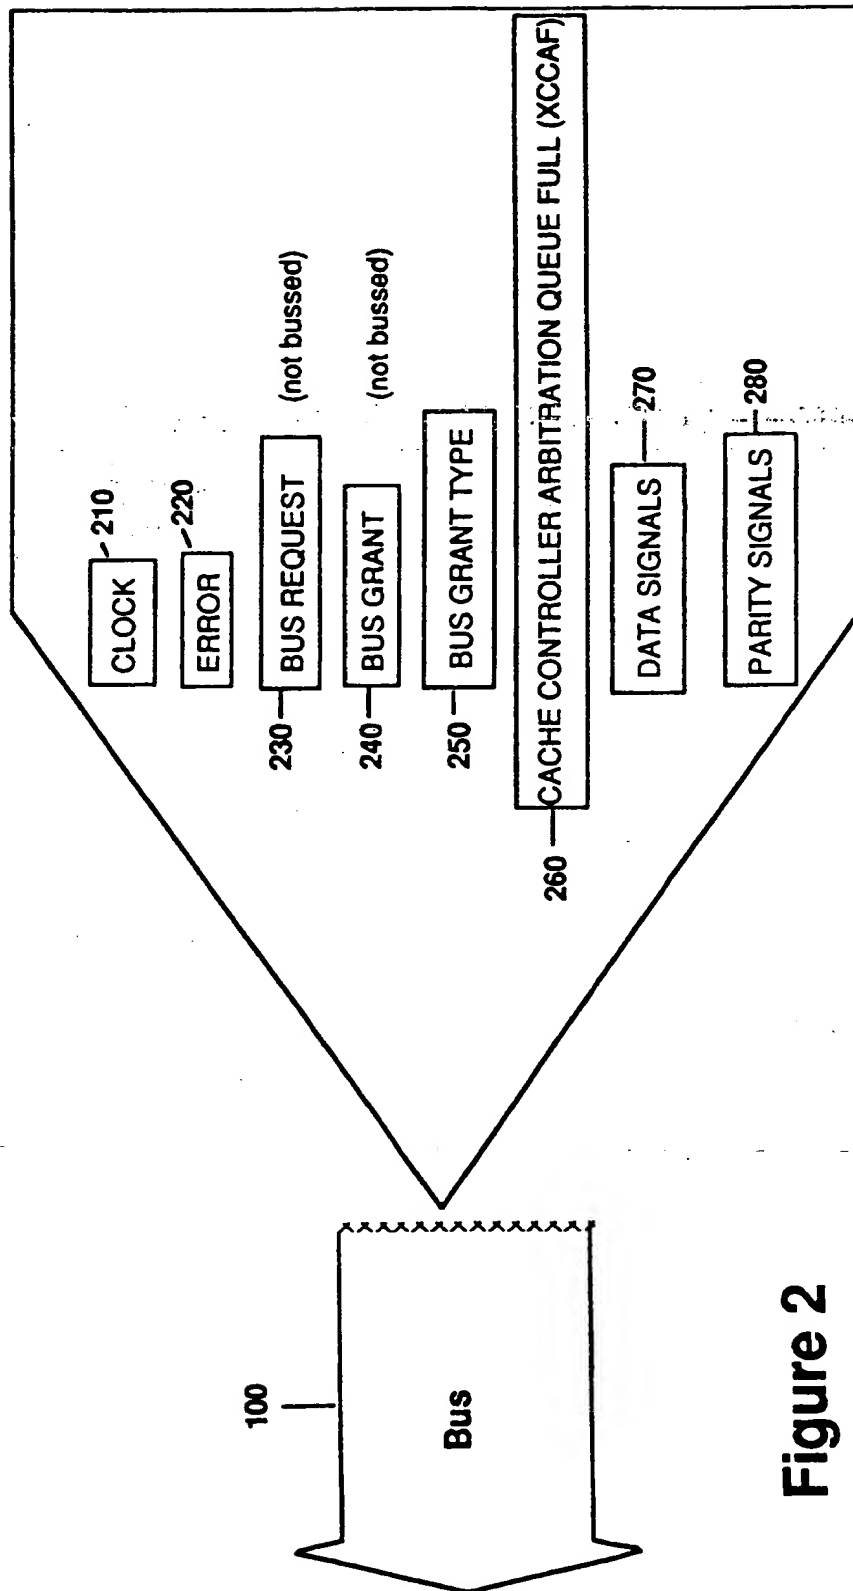 CLOCK 210
ERROR 220
230 BUS REQUEST (not bussed)
240 BUS GRANT (not bussed)
250 BUS GRANT TYPE
260 CACHE CONTROLLER ARBITRATION QUEUE FULL (XCCAF)
DATA SIGNALS 270
PARITY SIGNALS 280
100
Bus
Figure 2